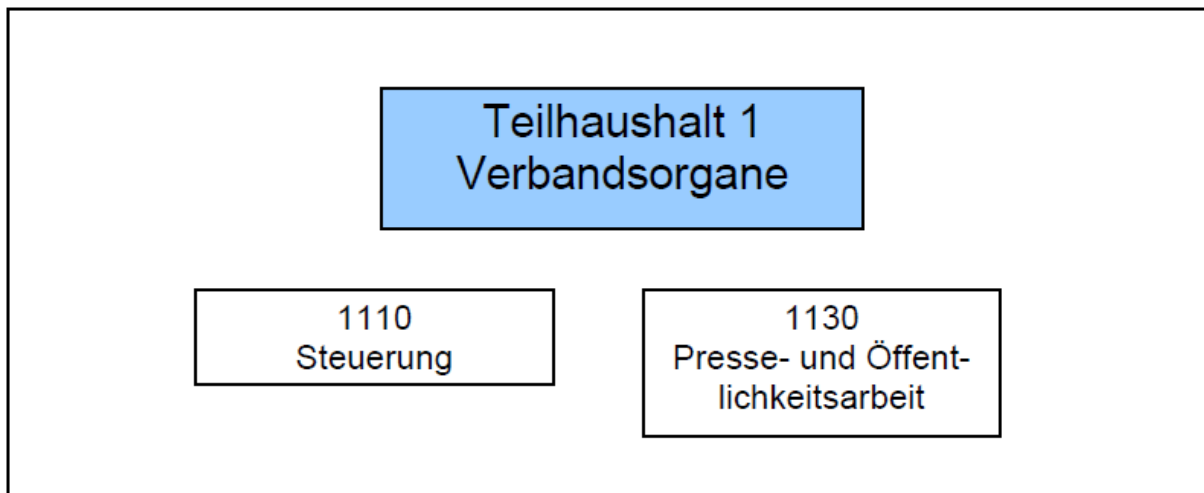 Teilhaushalt 1
Verbandsorgane
1110
Steuerung
1130
Presse- und Öffent-
lichkeitsarbeit